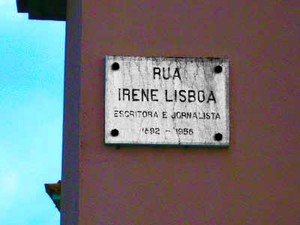 RUA
IRENE LISBOA
ESCRITORA E JORNALISTA
1892 - 1958